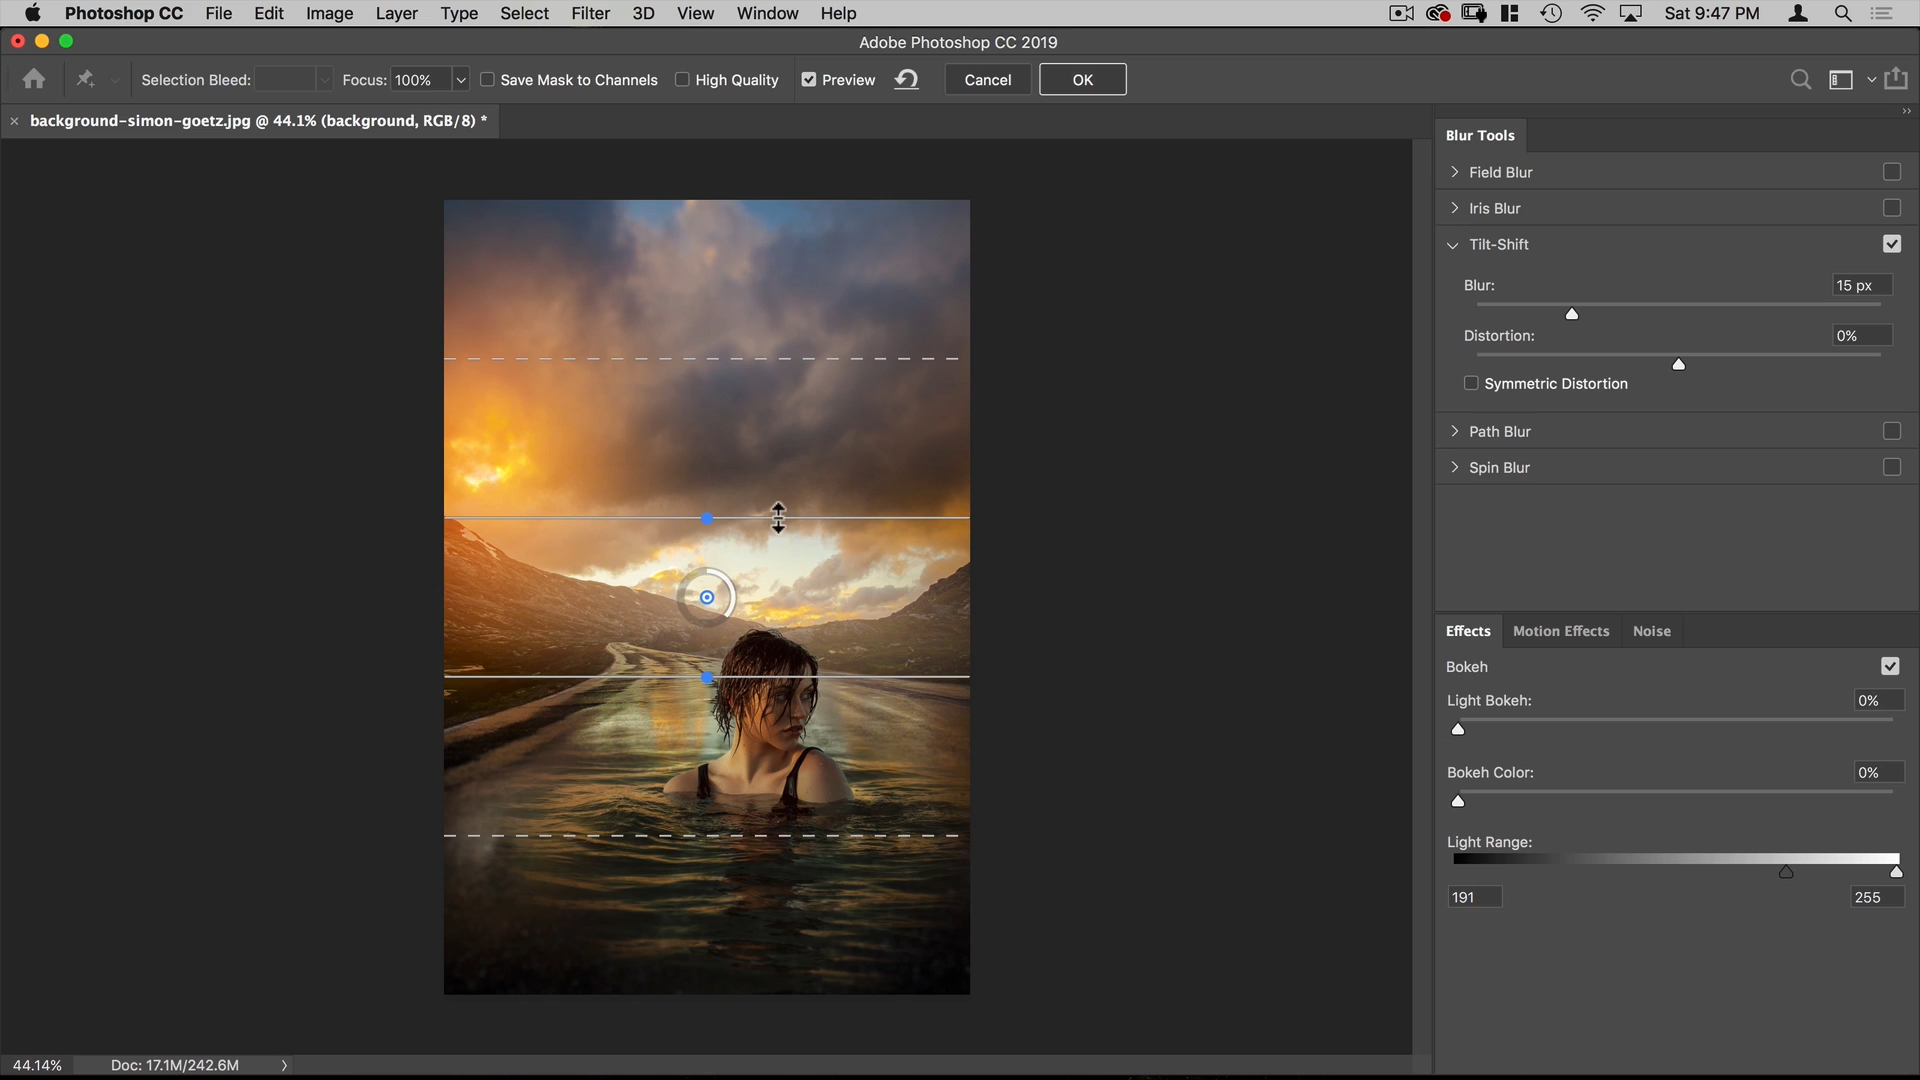 Photoshop CC File Edit Image Layer Type Select Filter 3D View Window Help Sat 9:47 PM
Adobe Photoshop CC 2019
Selection Bleed: Focus: 100% Save Mask to Channels High Quality Preview Cancel OK
× background-simon-goetz.jpg @ 44.1% (background, RGB/8) *
Blur Tools
Field Blur
Iris Blur
Tilt-Shift
Blur: 15 px
Distortion: 0%
Symmetric Distortion
Path Blur
Spin Blur
Effects Motion Effects Noise
Bokeh
Light Bokeh: 0%
Bokeh Color: 0%
Light Range:
191 255
44.14% Doc: 17.1M/242.6M